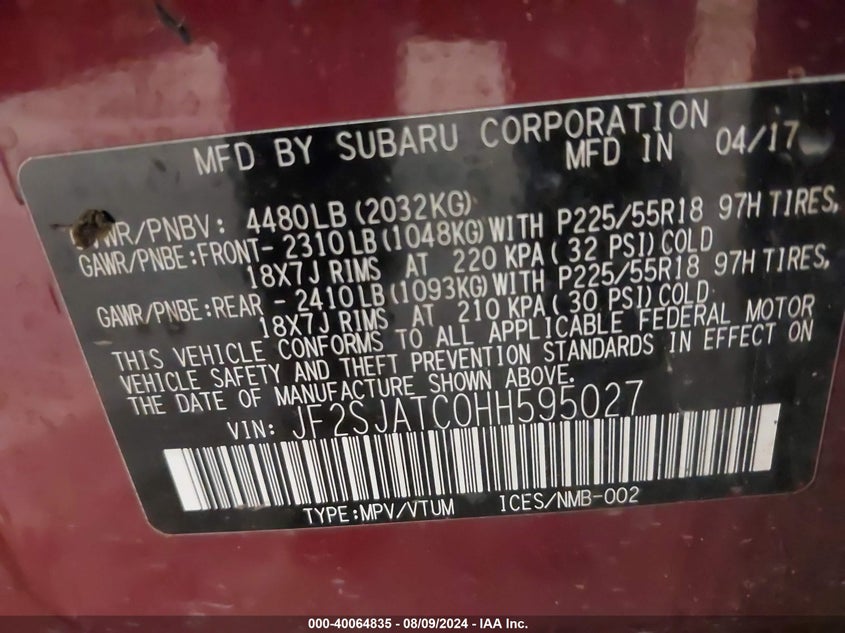 MFD BY SUBARU CORPORATION
MFD IN 04/17
GVWR/PNBV: 4480LB(2032KG)
GAWR/PNBE:FRONT- 2310LB(1048KG)WITH P225/55R18 97H TIRES,
18X7J RIMS AT 220 KPA( 32 PSI)COLD
GAWR/PNBE:REAR - 2410LB(1093KG)WITH P225/55R18 97H TIRES,
18X7J RIMS AT 210 KPA( 30 PSI)COLD.
THIS VEHICLE CONFORMS TO ALL APPLICABLE FEDERAL MOTOR
VEHICLE SAFETY AND THEFT PREVENTION STANDARDS IN EFFECT ON
THE DATE OF MANUFACTURE SHOWN ABOVE.
VIN: JF2SJATC0HH595027
TYPE:MPV/VTUM ICES/NMB-002
000-40064835 - 08/09/2024 - IAA Inc.